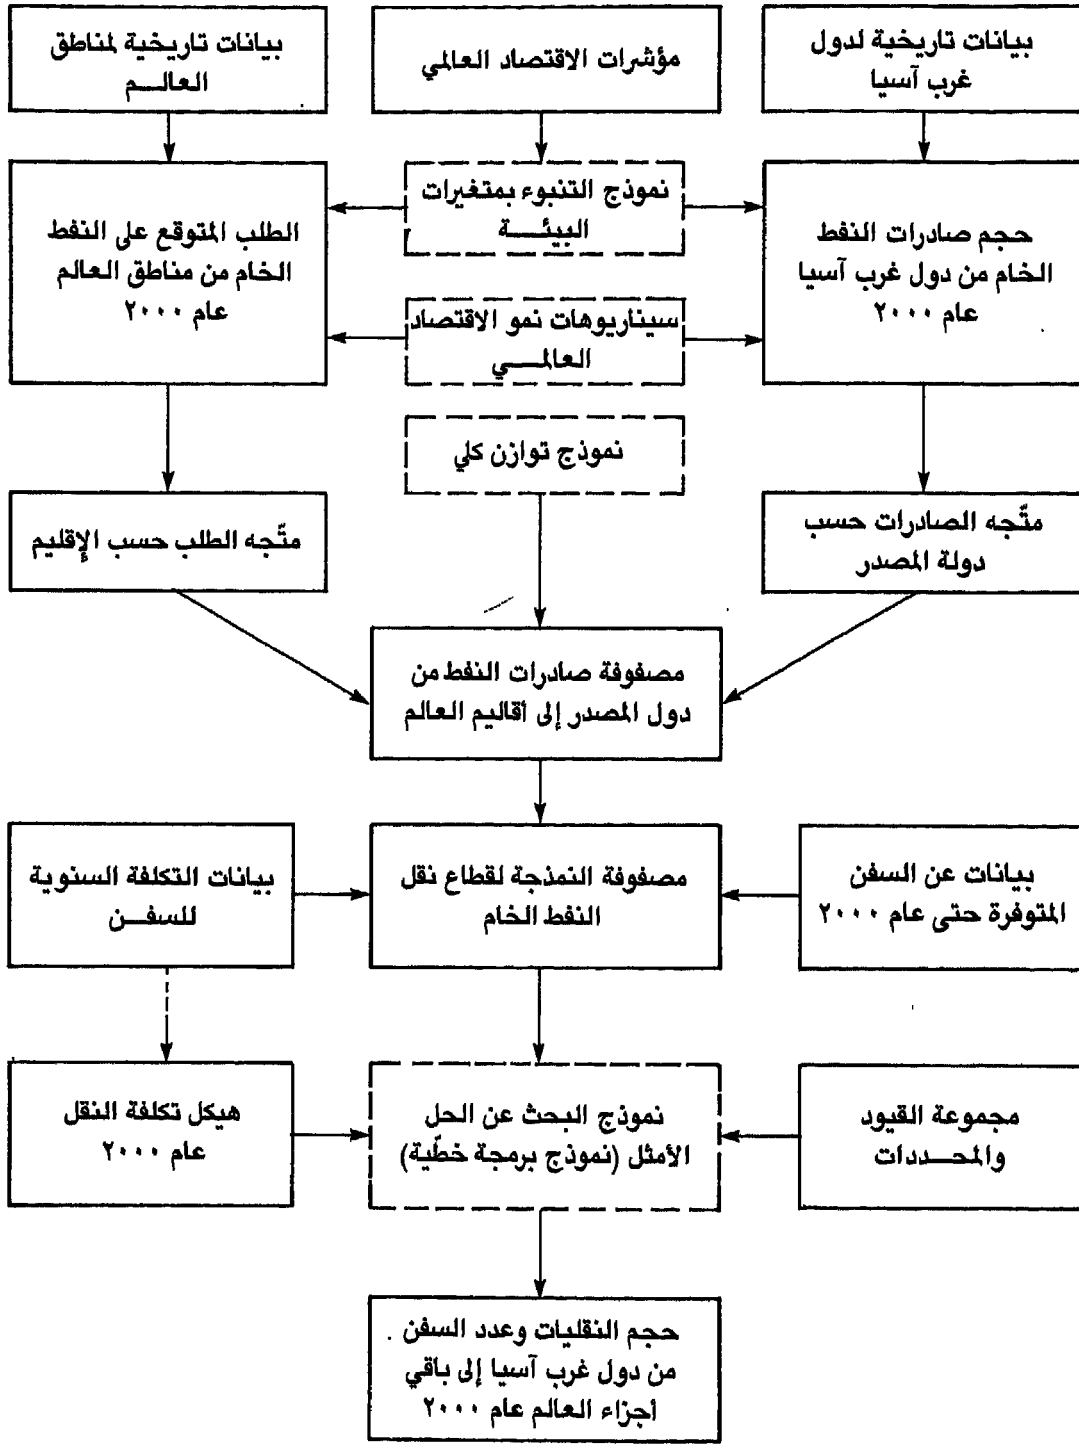 بيانات تاريخية لدول
غرب آسيا
مؤشرات الاقتصاد العالمي
بيانات تاريخية لمناطق
العالــم
حجم صادرات النفط
الخام من دول غرب آسيا
عام ٢٠٠٠
نموذج التنبوء بمتغيرات
البيئــــة
الطلب المتوقع على النفط
الخام من مناطق العالم
عام ٢٠٠٠
سيناريوهات نمو الاقتصاد
العالمــــي
نموذج توازن كلي
متّجه الصادرات حسب
دولة المصدر
متّجه الطلب حسب الإقليم
مصفوفة صادرات النفط من
دول المصدر إلى أقاليم العالم
بيانات عن السفن
المتوفرة حتى عام ٢٠٠٠
مصفوفة النمذجة لقطاع نقل
النفط الخام
بيانات التكلفة السنوية
للسفــن
مجموعة القيود
والمحــددات
نموذج البحث عن الحل
الأمثل (نموذج برمجة خطّية)
هيكل تكلفة النقل
عام ٢٠٠٠
حجم النقليات وعدد السفن
من دول غرب آسيا إلى باقي
أجزاء العالم عام ٢٠٠٠